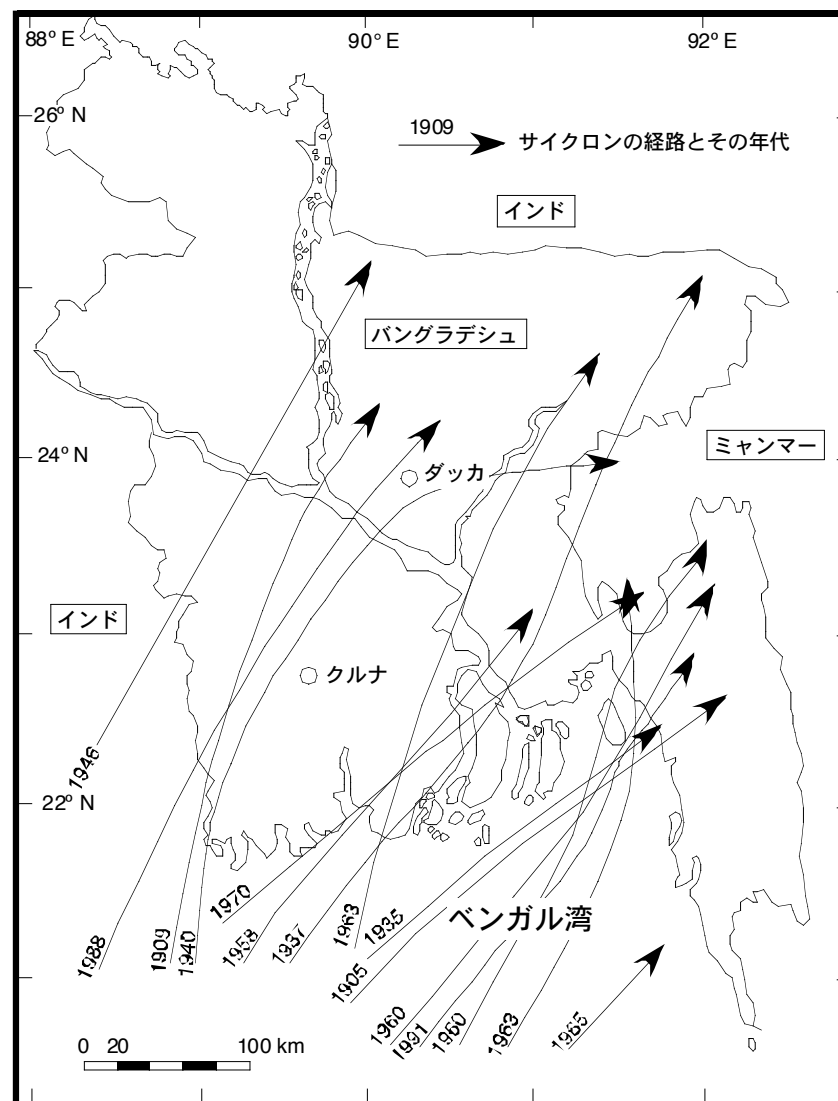 88° E
90° E
92° E
26° N
1909
サイクロンの経路とその年代
インド
バングラデシュ
24° N
ミャンマー
ダッカ
インド
クルナ
1946
22° N
1970
1963
1935
ベンガル湾
1988
1909
1940
1958
1937
1905
1960
1991
1960
1963
1985
0 20 100 km